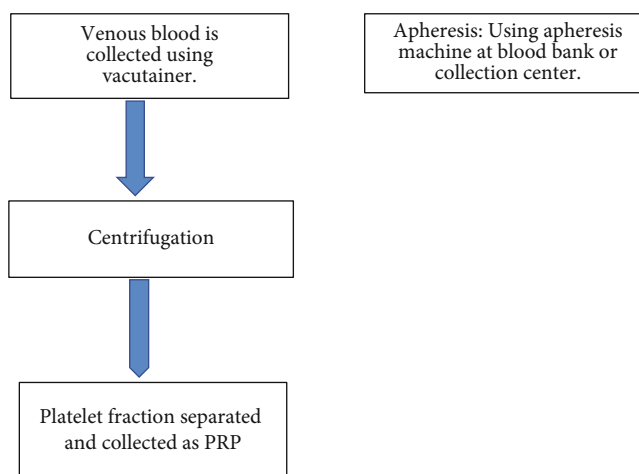 Venous blood is
collected using
vacutainer.
Apheresis: Using apheresis
machine at blood bank or
collection center.
Centrifugation
Platelet fraction separated
and collected as PRP